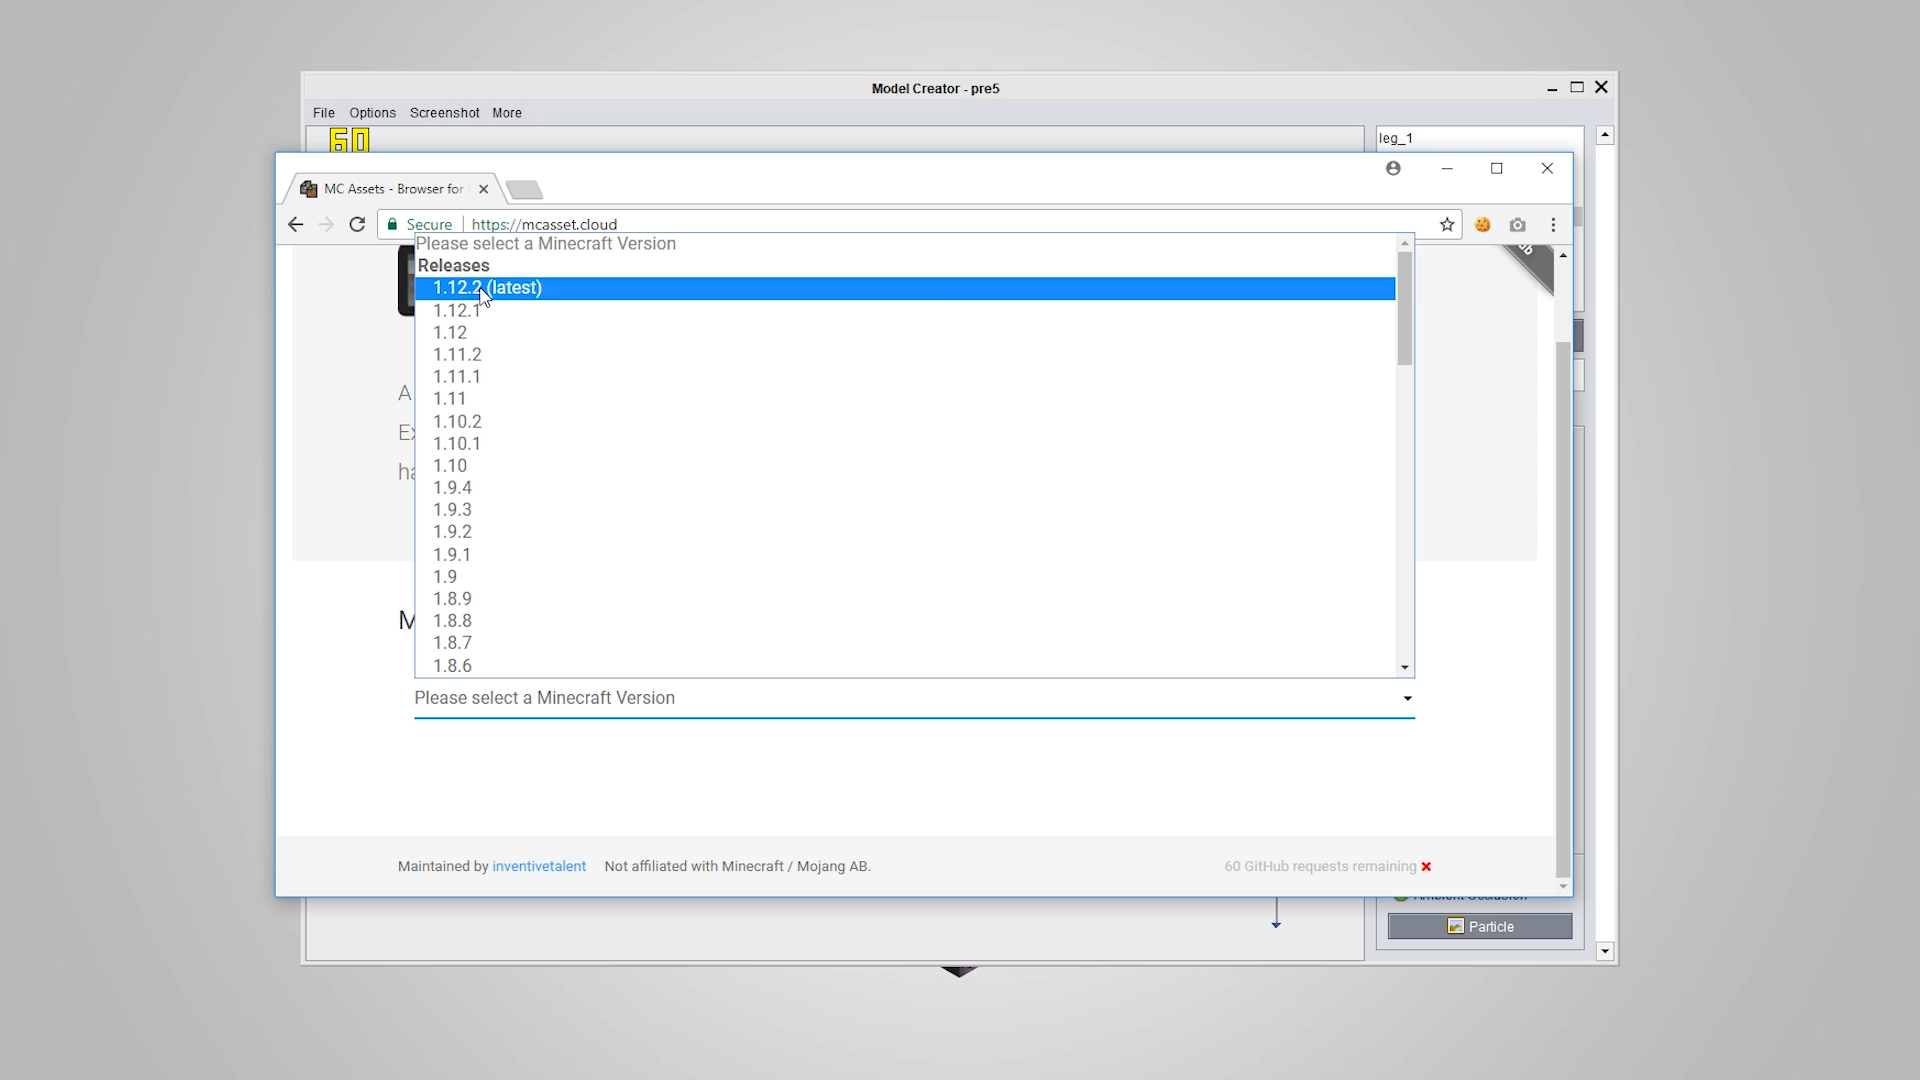 Model Creator - pre5
File Options Screenshot More
60
leg_1
MC Assets - Browser for
Secure https://mcasset.cloud
Please select a Minecraft Version
Releases
1.12.2 (latest)
1.12.1
1.12
1.11.2
1.11.1
1.11
1.10.2
1.10.1
1.10
1.9.4
1.9.3
1.9.2
1.9.1
1.9
1.8.9
1.8.8
1.8.7
1.8.6
Please select a Minecraft Version
Maintained by inventivetalent Not affiliated with Minecraft / Mojang AB.
60 GitHub requests remaining
Particle